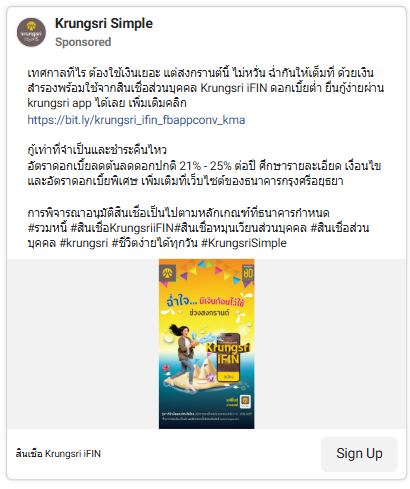 Krungsri Simple
Sponsored
krungsri
เทศกาลทีไร ต้องใช้เงินเยอะ แต่สงกรานต์นี้ ไม่หวั่น ฉ่ำกันให้เต็มที่ ด้วยเงิน
สำรองพร้อมใช้จากสินเชื่อส่วนบุคคล Krungsri iFIN ดอกเบี้ยต่ำ ยื่นกู้ง่ายผ่าน
krungsri app ได้เลย เพิ่มเติมคลิก
https://bit.ly/krungsri_ifin_fbappconv_kma
กู้เท่าที่จำเป็นและชำระคืนไหว
อัตราดอกเบี้ยลดต้นลดดอกปกติ 21% - 25% ต่อปี ศึกษารายละเอียด เงื่อนไข
และอัตราดอกเบี้ยพิเศษ เพิ่มเติมที่เว็บไซต์ของธนาคารกรุงศรีอยุธยา
การพิจารณาอนุมัติสินเชื่อเป็นไปตามหลักเกณฑ์ที่ธนาคารกำหนด
#รวมหนี้ #สินเชื่อKrungsriiFIN#สินเชื่อหมุนเวียนส่วนบุคคล #สินเชื่อส่วน
บุคคล #krungsri #ชีวิตง่ายได้ทุกวัน #KrungsriSimple
80
ฉ่ำใจ... มีเงินก้อนไว้ใช้
ช่วงสงกรานต์
Krungsri
iFIN
สินเชื่อ Krungsri iFIN
Sign Up